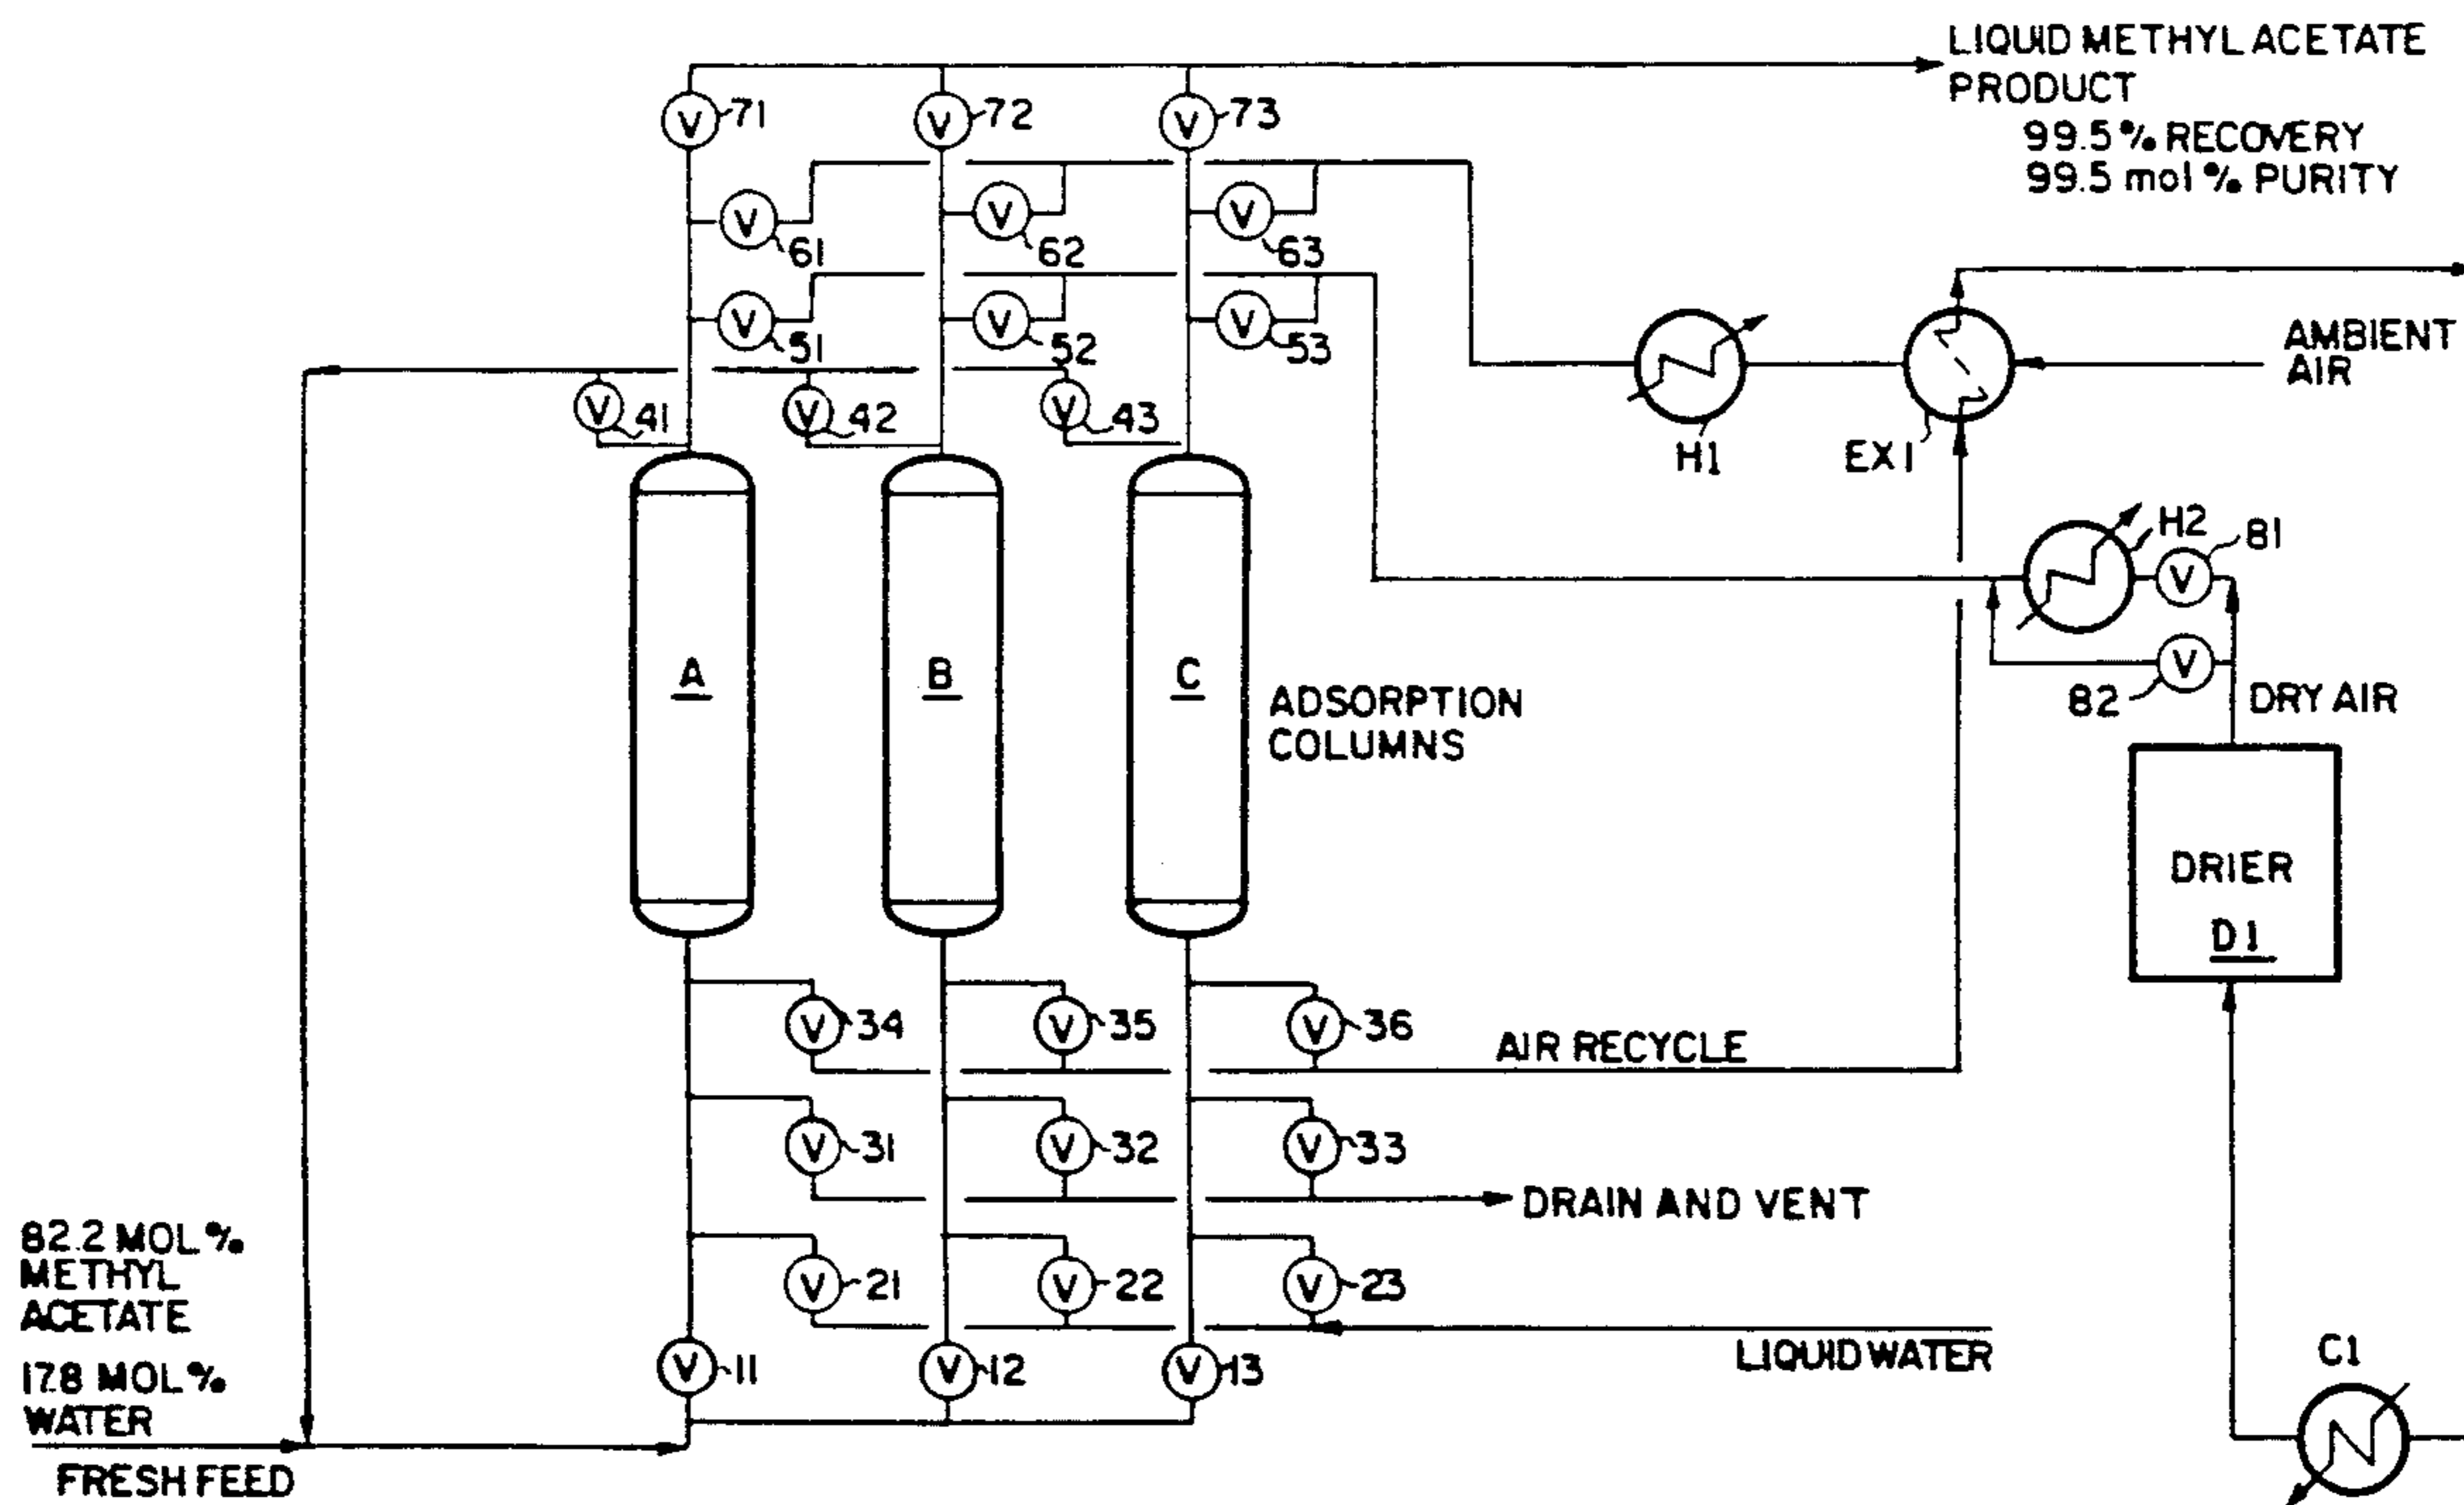 LIQUID METHYL ACETATE
PRODUCT
99.5% RECOVERY
99.5 mol % PURITY
V 71
V 72
V 73
V 61
V 62
V 63
V 51
V 52
V 53
V 41
V 42
V 43
H1
EX1
AMBIENT
AIR
H2
V 81
V 82
DRY AIR
A
B
C
ADSORPTION
COLUMNS
DRIER
D1
V 34
V 35
V 36
AIR RECYCLE
V 31
V 32
V 33
DRAIN AND VENT
V 21
V 22
V 23
LIQUID WATER
V 11
V 12
V 13
C1
82.2 MOL %
METHYL
ACETATE
17.8 MOL %
WATER
FRESH FEED